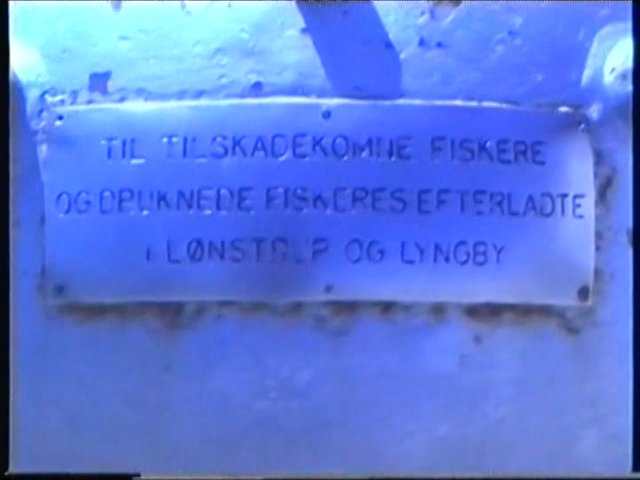 TIL TILSKADEKOMNE FISKERE
OG DRUKNEDE FISKERES EFTERLADTE
i LØNSTRUP OG LYNGBY